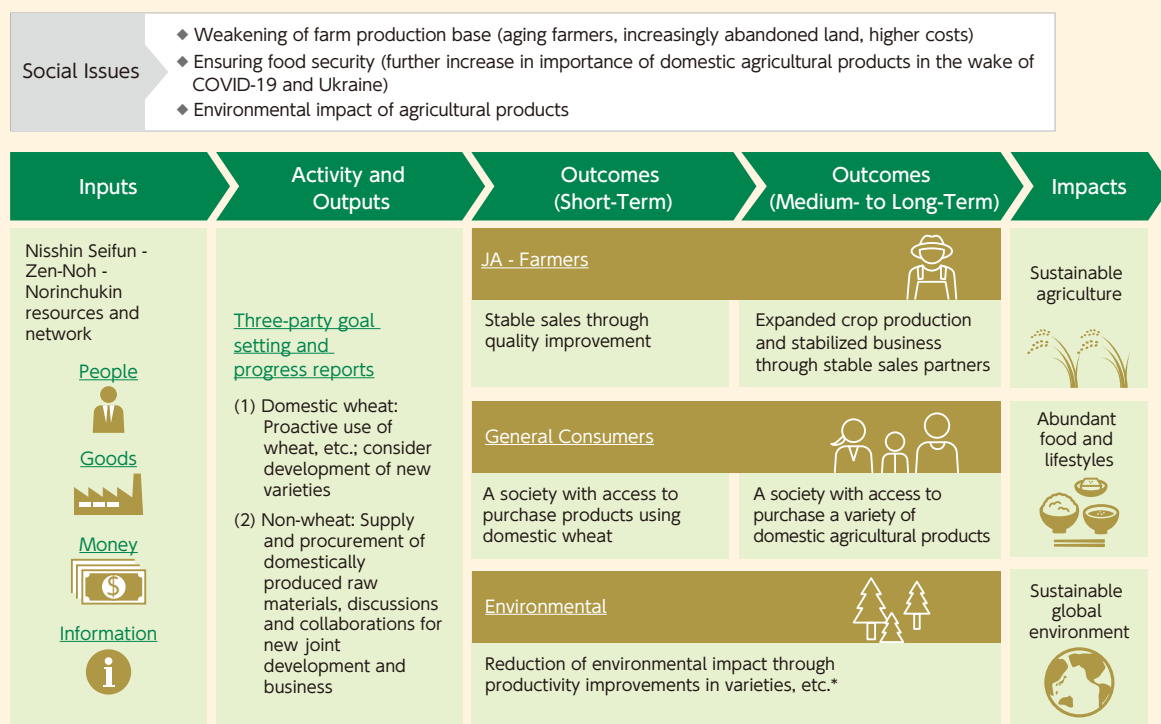 Social Issues
◆ Weakening of farm production base (aging farmers, increasingly abandoned land, higher costs)
◆ Ensuring food security (further increase in importance of domestic agricultural products in the wake of
COVID-19 and Ukraine)
◆ Environmental impact of agricultural products
Inputs
Activity and
Outputs
Outcomes
(Short-Term)
Outcomes
(Medium- to Long-Term)
Impacts
Nisshin Seifun -
Zen-Noh -
Norinchukin
resources and
network
People
Goods
Money
$
Information
i
Three-party goal
setting and
progress reports
(1) Domestic wheat:
Proactive use of
wheat, etc.; consider
development of new
varieties
(2) Non-wheat: Supply
and procurement of
domestically
produced raw
materials, discussions
and collaborations for
new joint
development and
business
JA - Farmers
Stable sales through
quality improvement
Expanded crop production
and stabilized business
through stable sales partners
General Consumers
A society with access to
purchase products using
domestic wheat
A society with access to
purchase a variety of
domestic agricultural products
Environmental
Reduction of environmental impact through
productivity improvements in varieties, etc.*
Sustainable
agriculture
Abundant
food and
lifestyles
Sustainable
global
environment